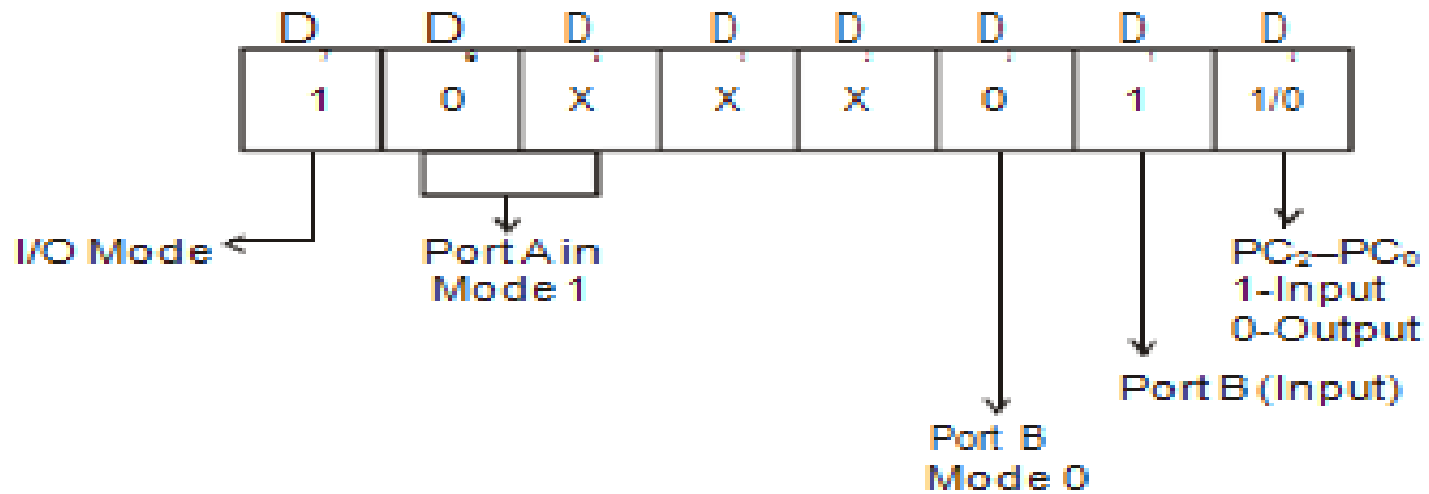 D D D D D D D D
1 0 X X X 0 1 1/0
I/O Mode
Port A in
Mode 1
PC₂–PC₀
1-Input
0-Output
Port B (Input)
Port B
Mode 0